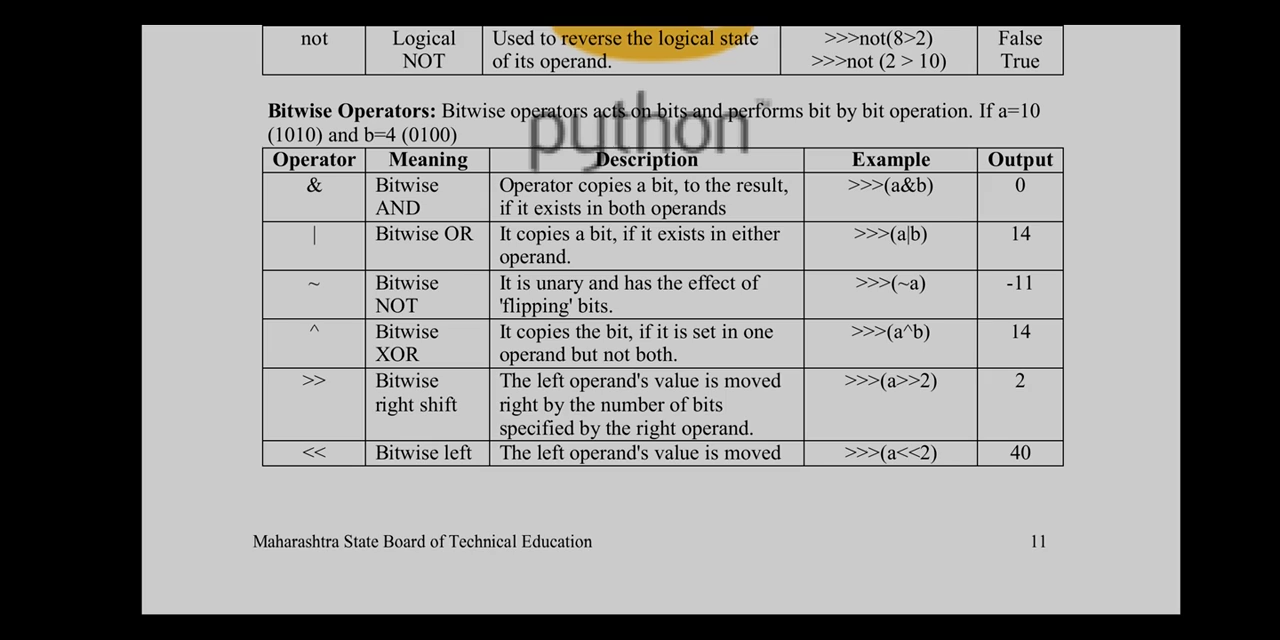 not Logical Used to reverse the logical state >>>not(8>2) False
NOT of its operand. >>>not (2 > 10) True
Bitwise Operators: Bitwise operators acts on bits and performs bit by bit operation. If a=10
(1010) and b=4 (0100)
python™
Operator Meaning Description Example Output
& Bitwise Operator copies a bit, to the result, >>>(a&b) 0
AND if it exists in both operands
| Bitwise OR It copies a bit, if it exists in either >>>(a|b) 14
operand.
~ Bitwise It is unary and has the effect of >>>(~a) -11
NOT 'flipping' bits.
^ Bitwise It copies the bit, if it is set in one >>>(a^b) 14
XOR operand but not both.
>> Bitwise The left operand's value is moved >>>(a>>2) 2
right shift right by the number of bits
specified by the right operand.
<< Bitwise left The left operand's value is moved >>>(a<<2) 40
Maharashtra State Board of Technical Education 11